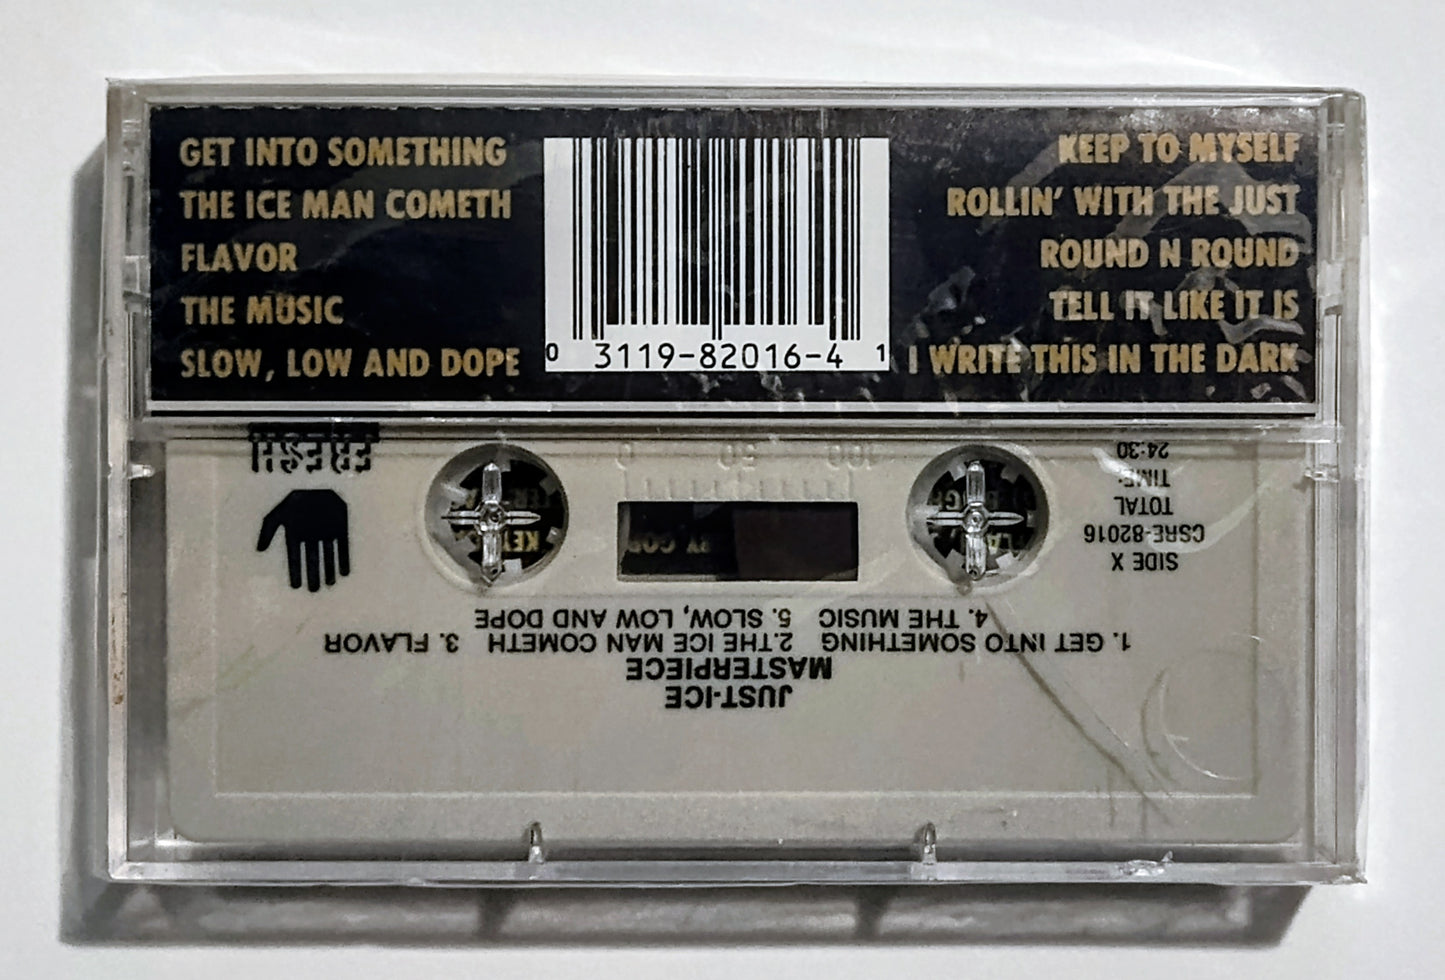 GET INTO SOMETHING
THE ICE MAN COMETH
FLAVOR
THE MUSIC
SLOW, LOW AND DOPE
0 3119-82016-4 1
KEEP TO MYSELF
ROLLIN' WITH THE JUST
ROUND N ROUND
TELL IT LIKE IT IS
I WRITE THIS IN THE DARK
JUST-ICE
MASTERPIECE
1. GET INTO SOMETHING 2.THE ICE MAN COMETH 3. FLAVOR
4. THE MUSIC 5. SLOW, LOW AND DOPE
SIDE X
CSRE-82016
TOTAL
TIME:
24:30
FRESH
100 50 0